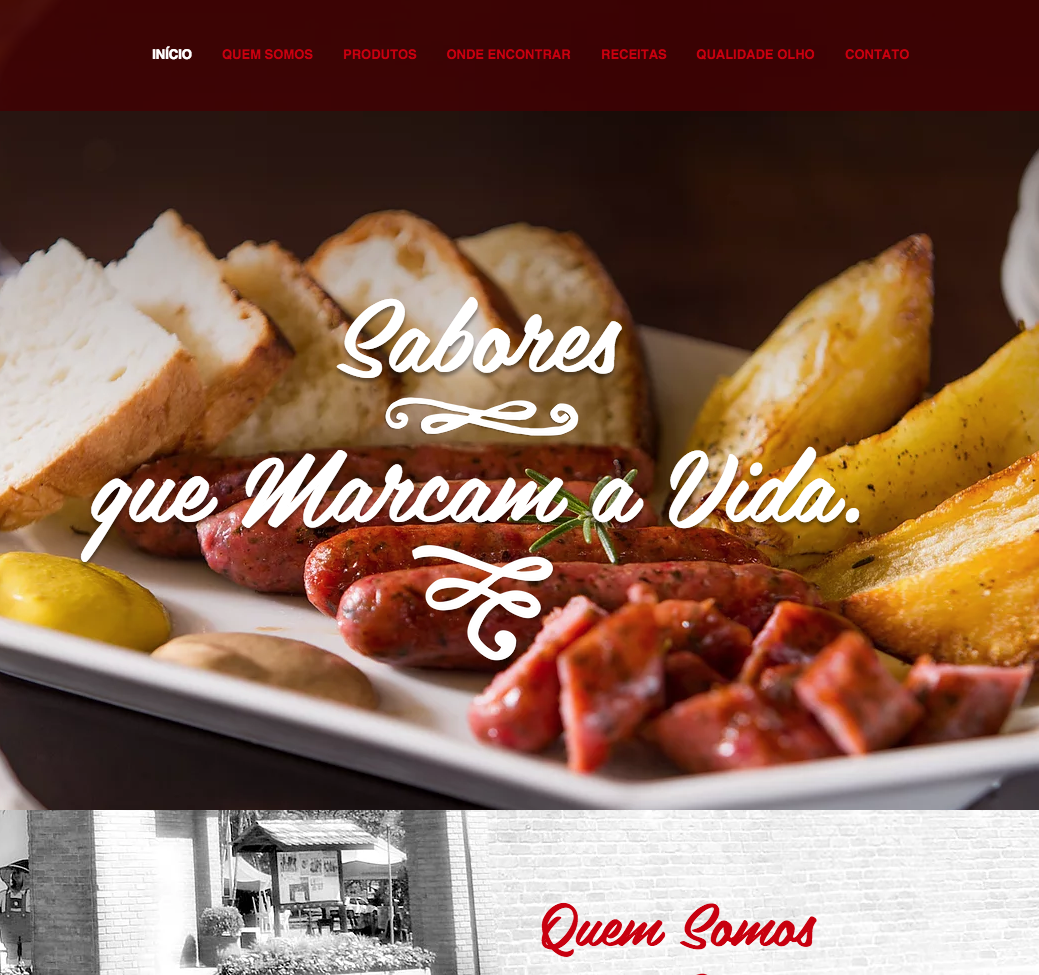 INÍCIO QUEM SOMOS PRODUTOS ONDE ENCONTRAR RECEITAS QUALIDADE OLHO CONTATO
Sabores
que Marcam a Vida.
Quem Somos